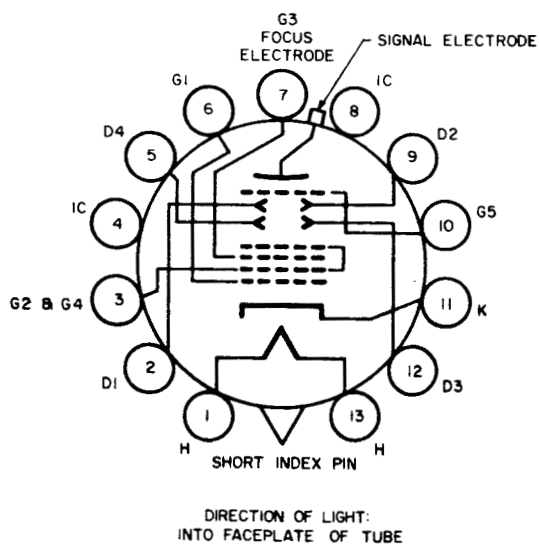 G3
FOCUS
ELECTRODE
SIGNAL ELECTRODE
G1
IC
7
6
8
D4
D2
5
9
IC
4
10
G5
G2 & G4
3
11
K
2
12
D1
D3
1
13
H
H
SHORT INDEX PIN
DIRECTION OF LIGHT:
INTO FACEPLATE OF TUBE